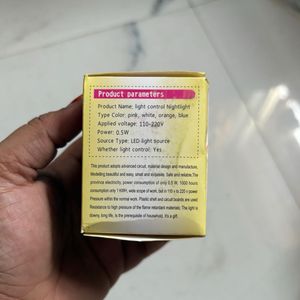 Product parameters
Product Name: light control Nightlight
Type Color: pink, white, orange, blue
Applied voltage: 110-220V
Power: 0.5W
Source Type: LED light source
Whether light control: Yes
This product adopts advanced circuit, material design and manufacture.
Modelling beautiful and easy, small and exquisite. Safe and reliable.The
province electricity, power consumption of only 0.5 W, 1000 hours
consumption only 1 KWH, wide scope of work, but in 110 v to 220 v power
Pressure within the work normal. Plastic shell and circuit board are used
Resistance to high pressure of the flame retardant materials. The light is
downy, long life, is the prerequisite of household, It's a gift.